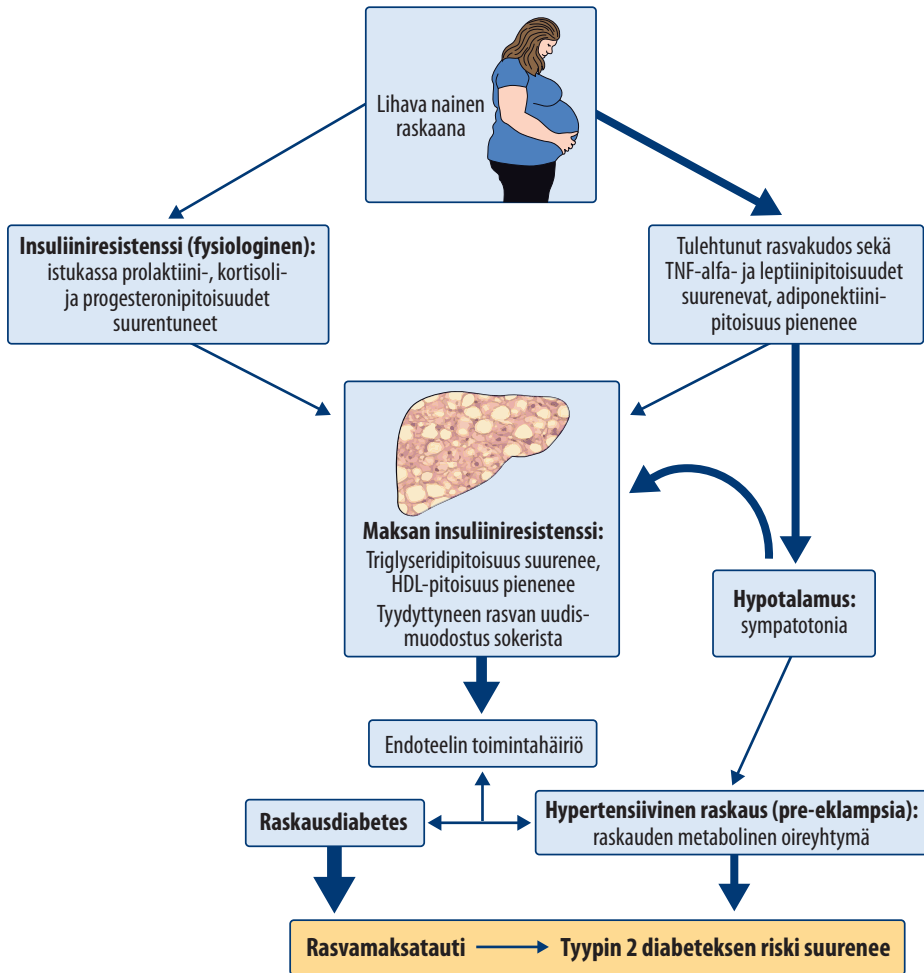 Lihava nainen
raskaana
Insuliiniresistenssi (fysiologinen):
istukassa prolaktiini-, kortisoli-
ja progesteronipitoisuudet
suurentuneet
Tulehtunut rasvakudos sekä
TNF-alfa- ja leptiinipitoisuudet
suurenevat, adiponektiini-
pitoisuus pienenee
Maksan insuliiniresistenssi:
Triglyseridipitoisuus suurenee,
HDL-pitoisuus pienenee
Tyydyttyneen rasvan uudis-
muodostus sokerista
Hypotalamus:
sympatotonia
Endoteelin toimintahäiriö
Raskausdiabetes
Hypertensiivinen raskaus (pre-eklampsia):
raskauden metabolinen oireyhtymä
Rasvamaksatauti
Tyypin 2 diabeteksen riski suurenee